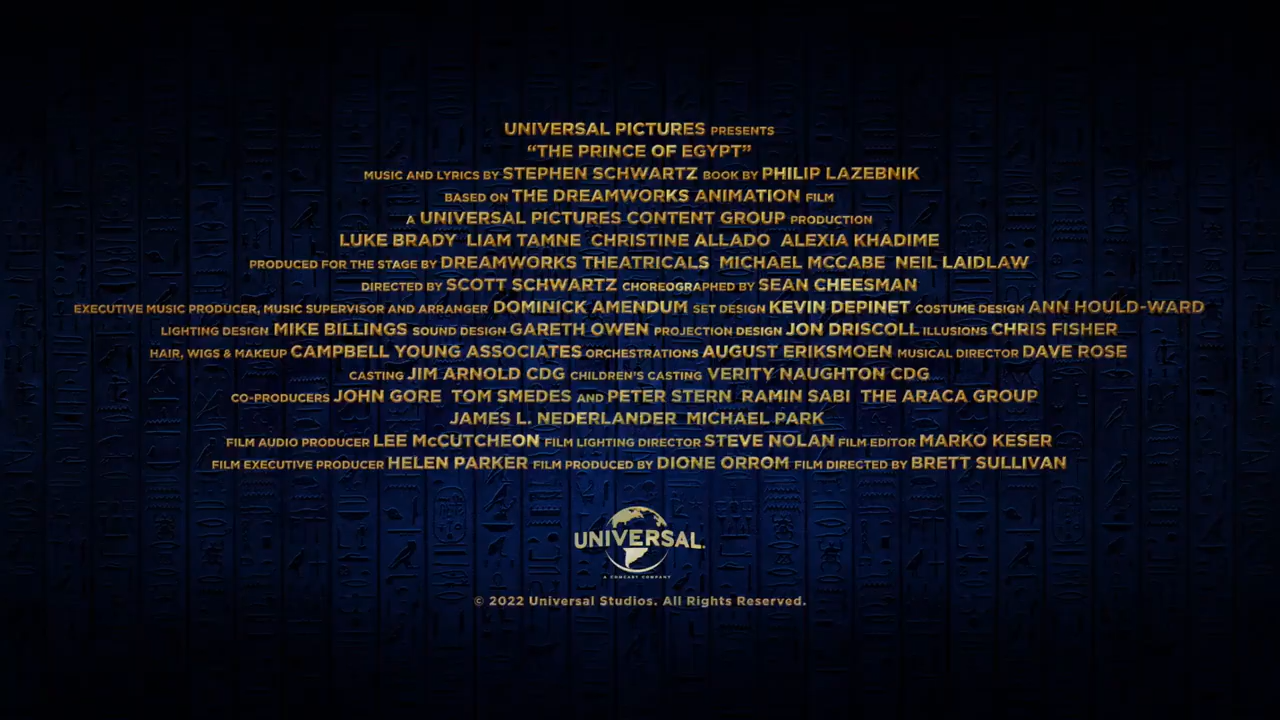 UNIVERSAL PICTURES PRESENTS
“THE PRINCE OF EGYPT”
MUSIC AND LYRICS BY STEPHEN SCHWARTZ BOOK BY PHILIP LAZEBNIK
BASED ON THE DREAMWORKS ANIMATION FILM
A UNIVERSAL PICTURES CONTENT GROUP PRODUCTION
LUKE BRADY LIAM TAMNE CHRISTINE ALLADO ALEXIA KHADIME
PRODUCED FOR THE STAGE BY DREAMWORKS THEATRICALS MICHAEL MCCABE NEIL LAIDLAW
DIRECTED BY SCOTT SCHWARTZ CHOREOGRAPHED BY SEAN CHEESMAN
EXECUTIVE MUSIC PRODUCER, MUSIC SUPERVISOR AND ARRANGER DOMINICK AMENDUM SET DESIGN KEVIN DEPINET COSTUME DESIGN ANN HOULD-WARD
LIGHTING DESIGN MIKE BILLINGS SOUND DESIGN GARETH OWEN PROJECTION DESIGN JON DRISCOLL ILLUSIONS CHRIS FISHER
HAIR, WIGS & MAKEUP CAMPBELL YOUNG ASSOCIATES ORCHESTRATIONS AUGUST ERIKSMOEN MUSICAL DIRECTOR DAVE ROSE
CASTING JIM ARNOLD CDG CHILDREN’S CASTING VERITY NAUGHTON CDG
CO-PRODUCERS JOHN GORE TOM SMEDES AND PETER STERN RAMIN SABI THE ARACA GROUP
JAMES L. NEDERLANDER MICHAEL PARK
FILM AUDIO PRODUCER LEE McCUTCHEON FILM LIGHTING DIRECTOR STEVE NOLAN FILM EDITOR MARKO KESER
FILM EXECUTIVE PRODUCER HELEN PARKER FILM PRODUCED BY DIONE ORROM FILM DIRECTED BY BRETT SULLIVAN
UNIVERSAL
A COMCAST COMPANY
© 2022 Universal Studios. All Rights Reserved.